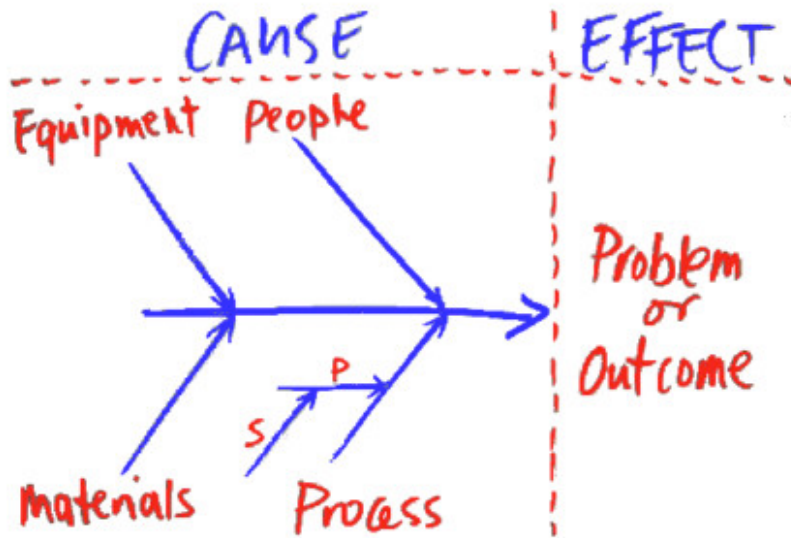 CAUSE EFFECT
Equipment People
Problem
or
Outcome
P
S
Materials Process